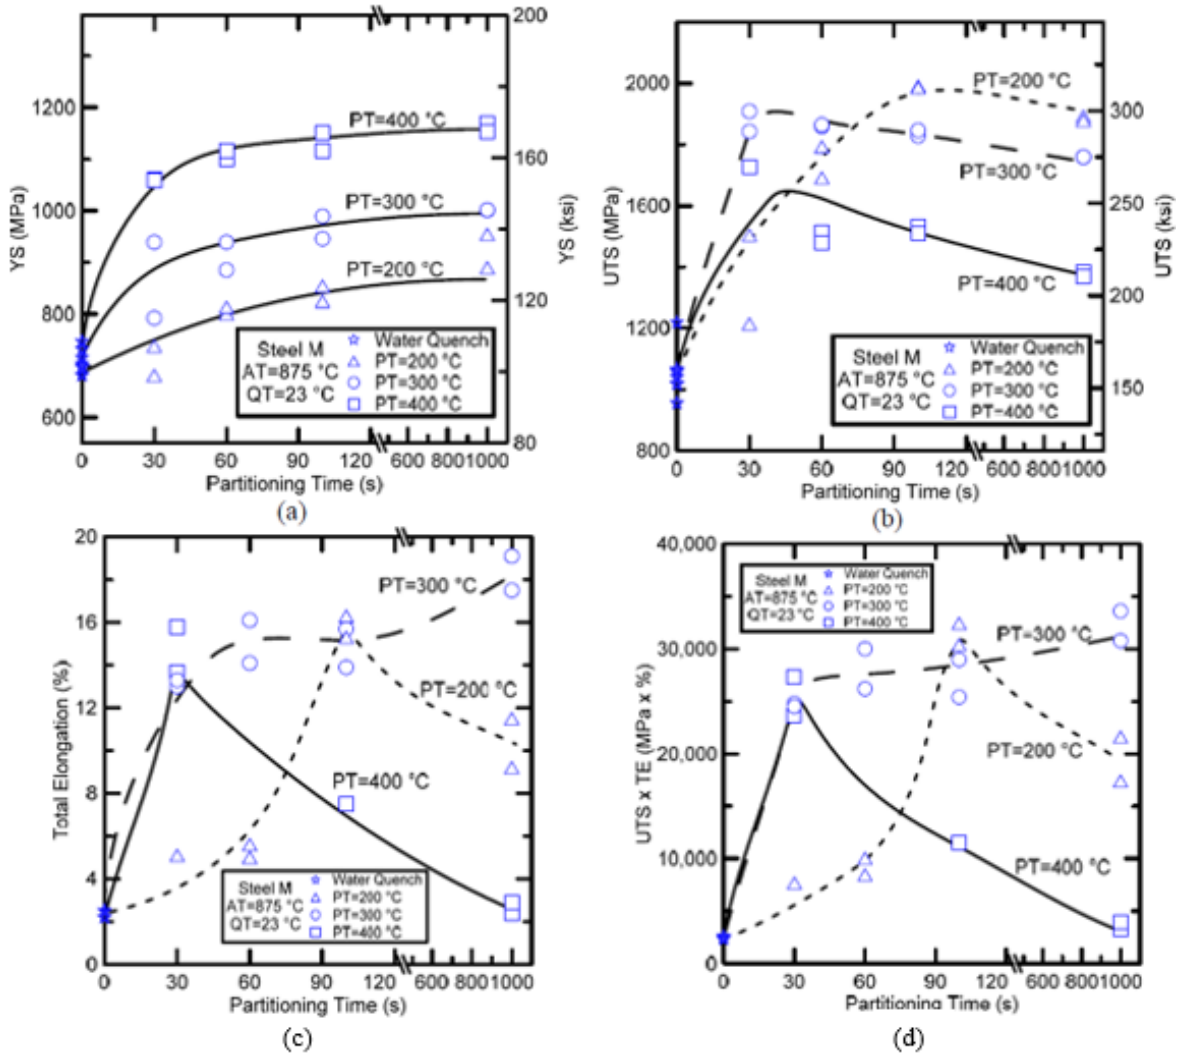 200
1200
1000
800
600
YS (MPa)
160
120
80
YS (ksi)
PT=400 °C
PT=300 °C
PT=200 °C
Steel M
AT=875 °C
QT=23 °C
Water Quench
PT=200 °C
PT=300 °C
PT=400 °C
0 30 60 90 120 600 8001000
Partitioning Time (s)
(a)
2000
1600
1200
800
UTS (MPa)
300
250
200
150
UTS (ksi)
PT=200 °C
PT=300 °C
PT=400 °C
Steel M
AT=875 °C
QT=23 °C
Water Quench
PT=200 °C
PT=300 °C
PT=400 °C
0 30 60 90 120 600 8001000
Partitioning Time (s)
(b)
20
16
12
8
4
0
Total Elongation (%)
PT=300 °C
PT=200 °C
PT=400 °C
Steel M
AT=875 °C
QT=23 °C
Water Quench
PT=200 °C
PT=300 °C
PT=400 °C
0 30 60 90 120 600 8001000
Partitioning Time (s)
(c)
40,000
30,000
20,000
10,000
0
UTS x TE (MPa x %)
Steel M
AT=875 °C
QT=23 °C
Water Quench
PT=200 °C
PT=300 °C
PT=400 °C
PT=300 °C
PT=200 °C
PT=400 °C
0 30 60 90 120 600 8001000
Partitioning Time (s)
(d)